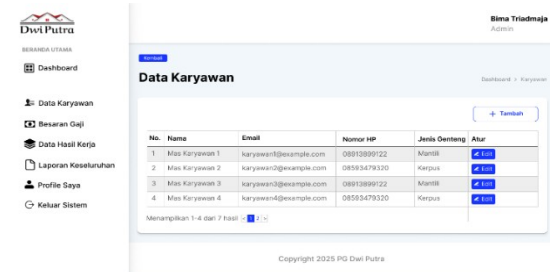 DwiPutra
BERANDA UTAMA
Dashboard
Data Karyawan
Besaran Gaji
Data Hasil Kerja
Laporan Keseluruhan
Profile Saya
Keluar Sistem
Bima Triadmaja
Admin
Kembali
Data Karyawan
Dashboard > Karyawan
+ Tambah
No. Nama Email Nomor HP Jenis Genteng Atur
1 Mas Karyawan 1 karyawan1@example.com 08913899122 Mantili Edit
2 Mas Karyawan 2 karyawan2@example.com 08593479320 Kerpus Edit
3 Mas Karyawan 3 karyawan3@example.com 08913899122 Mantili Edit
4 Mas Karyawan 4 karyawan4@example.com 08593479320 Kerpus Edit
Menampilkan 1-4 dari 7 hasil < 1 2 >
Copyright 2025 PG Dwi Putra